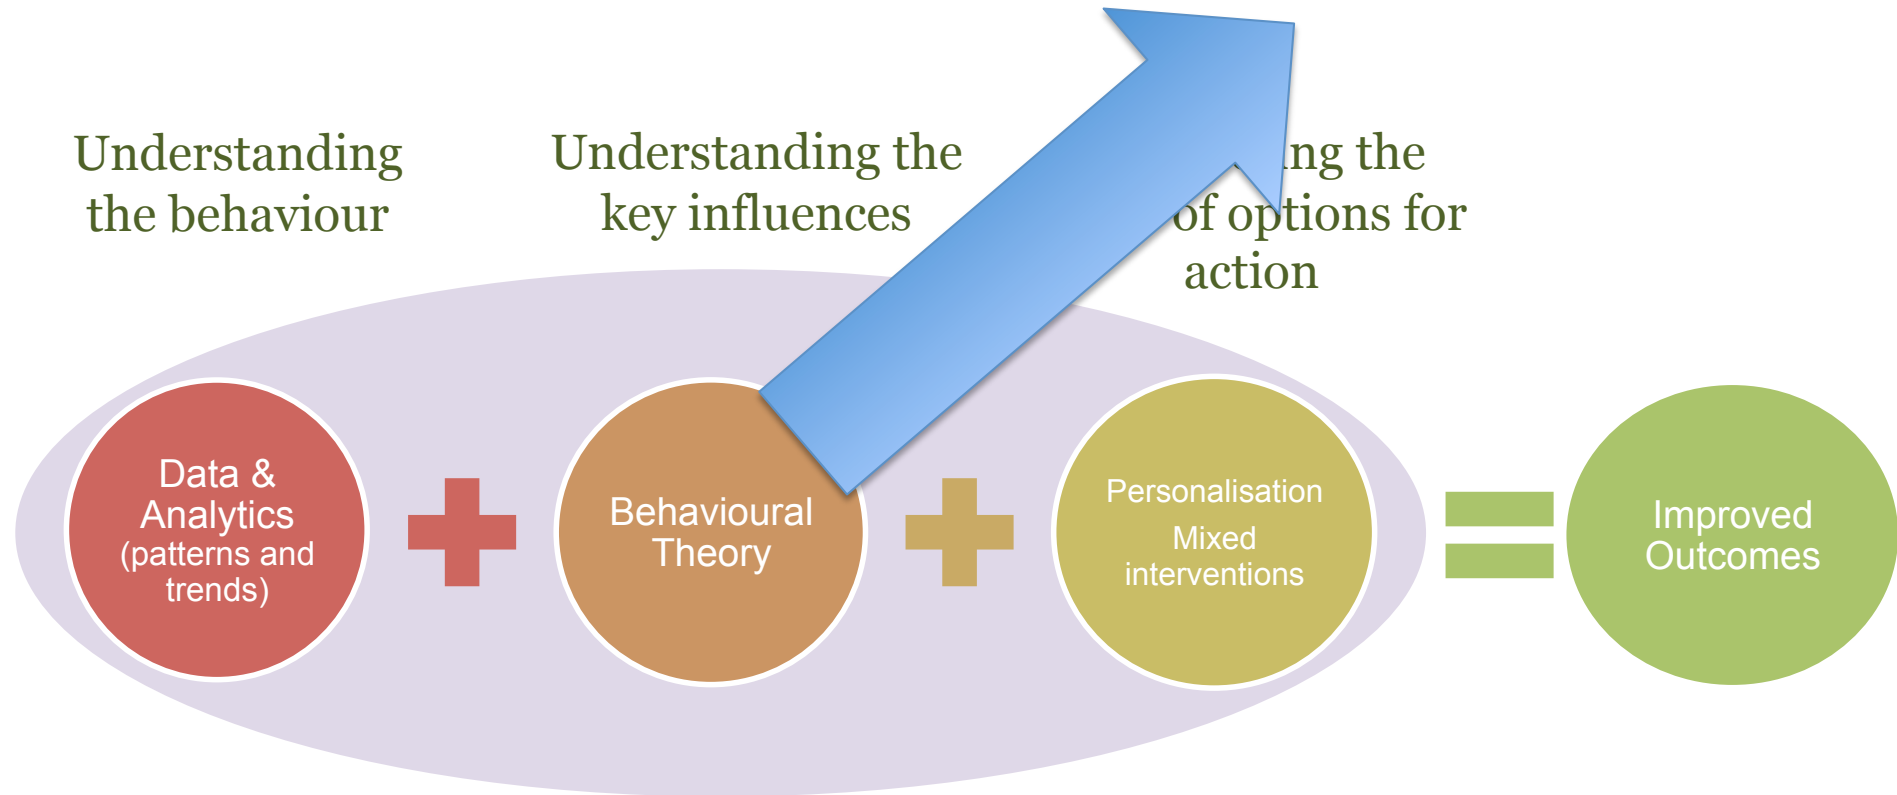 Understanding
the behaviour
Understanding the
key influences
the
of options for
action
Data &
Analytics
(patterns and
trends)
Behavioural
Theory
Personalisation
Mixed
interventions
Improved
Outcomes